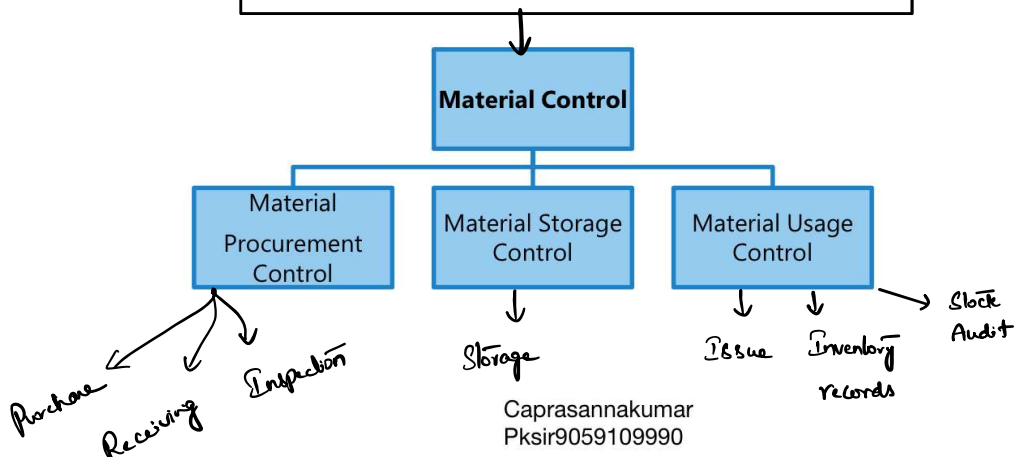 Material Control
Material
Procurement
Control
Material Storage
Control
Material Usage
Control
Purchase
Receiving
Inspection
Storage
Issue
Inventory
records
Stock
Audit
Caprasannakumar
Pksir9059109990